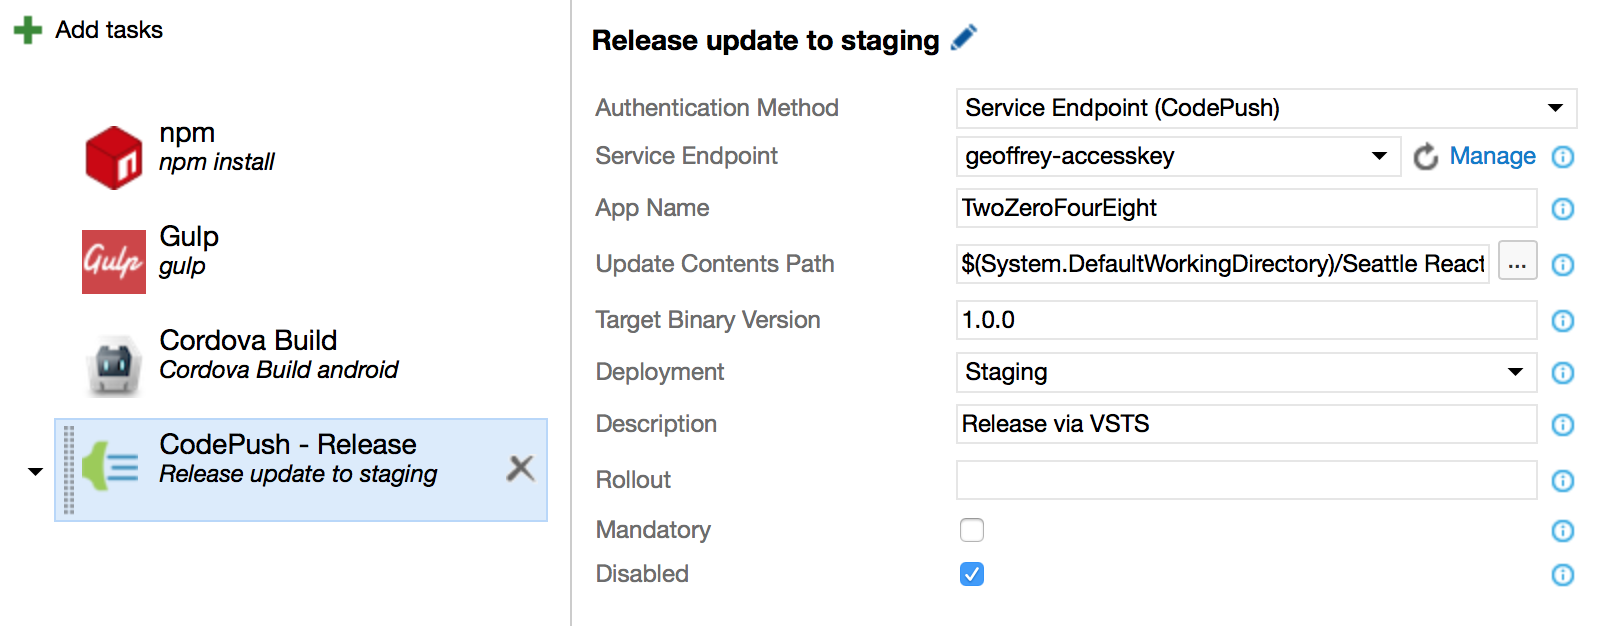 Add tasks
npm
npm install
Gulp
Gulp
gulp
Cordova Build
Cordova Build android
CodePush - Release
Release update to staging
Release update to staging
Authentication Method
Service Endpoint (CodePush)
Service Endpoint
geoffrey-accesskey
Manage
App Name
TwoZeroFourEight
Update Contents Path
$(System.DefaultWorkingDirectory)/Seattle React
...
Target Binary Version
1.0.0
Deployment
Staging
Description
Release via VSTS
Rollout
Mandatory
Disabled